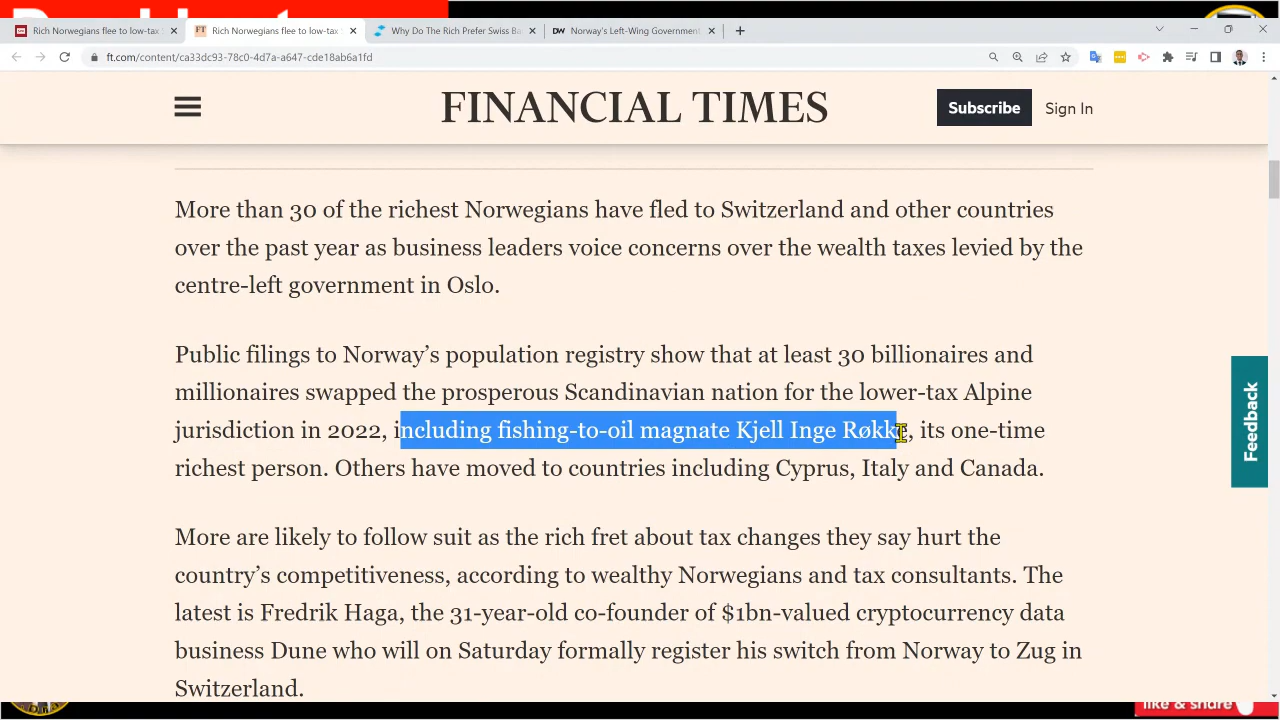 Rich Norwegians flee to low-tax
Rich Norwegians flee to low-tax
Why Do The Rich Prefer Swiss Ba
DW Norway's Left-Wing Government
ft.com/content/ca33dc93-78c0-4d7a-a647-cde18ab6a1fd
FINANCIAL TIMES
Subscribe
Sign In
More than 30 of the richest Norwegians have fled to Switzerland and other countries
over the past year as business leaders voice concerns over the wealth taxes levied by the
centre-left government in Oslo.
Public filings to Norway’s population registry show that at least 30 billionaires and
millionaires swapped the prosperous Scandinavian nation for the lower-tax Alpine
jurisdiction in 2022, including fishing-to-oil magnate Kjell Inge Røkke, its one-time
richest person. Others have moved to countries including Cyprus, Italy and Canada.
More are likely to follow suit as the rich fret about tax changes they say hurt the
country’s competitiveness, according to wealthy Norwegians and tax consultants. The
latest is Fredrik Haga, the 31-year-old co-founder of $1bn-valued cryptocurrency data
business Dune who will on Saturday formally register his switch from Norway to Zug in
Switzerland.
Feedback
like & share